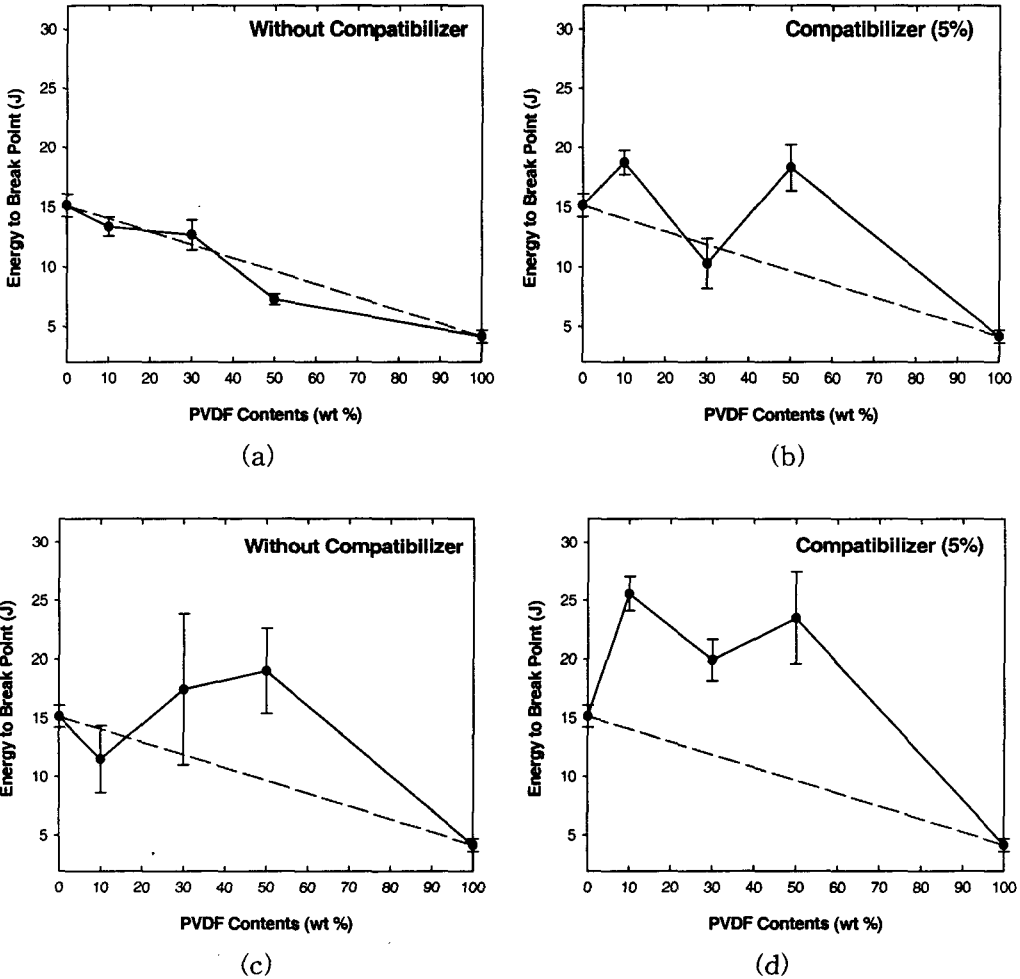 Without Compatibilizer
30
25
20
15
10
5
Energy to Break Point (J)
0 10 20 30 40 50 60 70 80 90 100
PVDF Contents (wt %)
(a)
Compatibilizer (5%)
30
25
20
15
10
5
Energy to Break Point (J)
0 10 20 30 40 50 60 70 80 90 100
PVDF Contents (wt %)
(b)
Without Compatibilizer
30
25
20
15
10
5
Energy to Break Point (J)
0 10 20 30 40 50 60 70 80 90 100
PVDF Contents (wt %)
(c)
Compatibilizer (5%)
30
25
20
15
10
5
Energy to Break Point (J)
0 10 20 30 40 50 60 70 80 90 100
PVDF Contents (wt %)
(d)